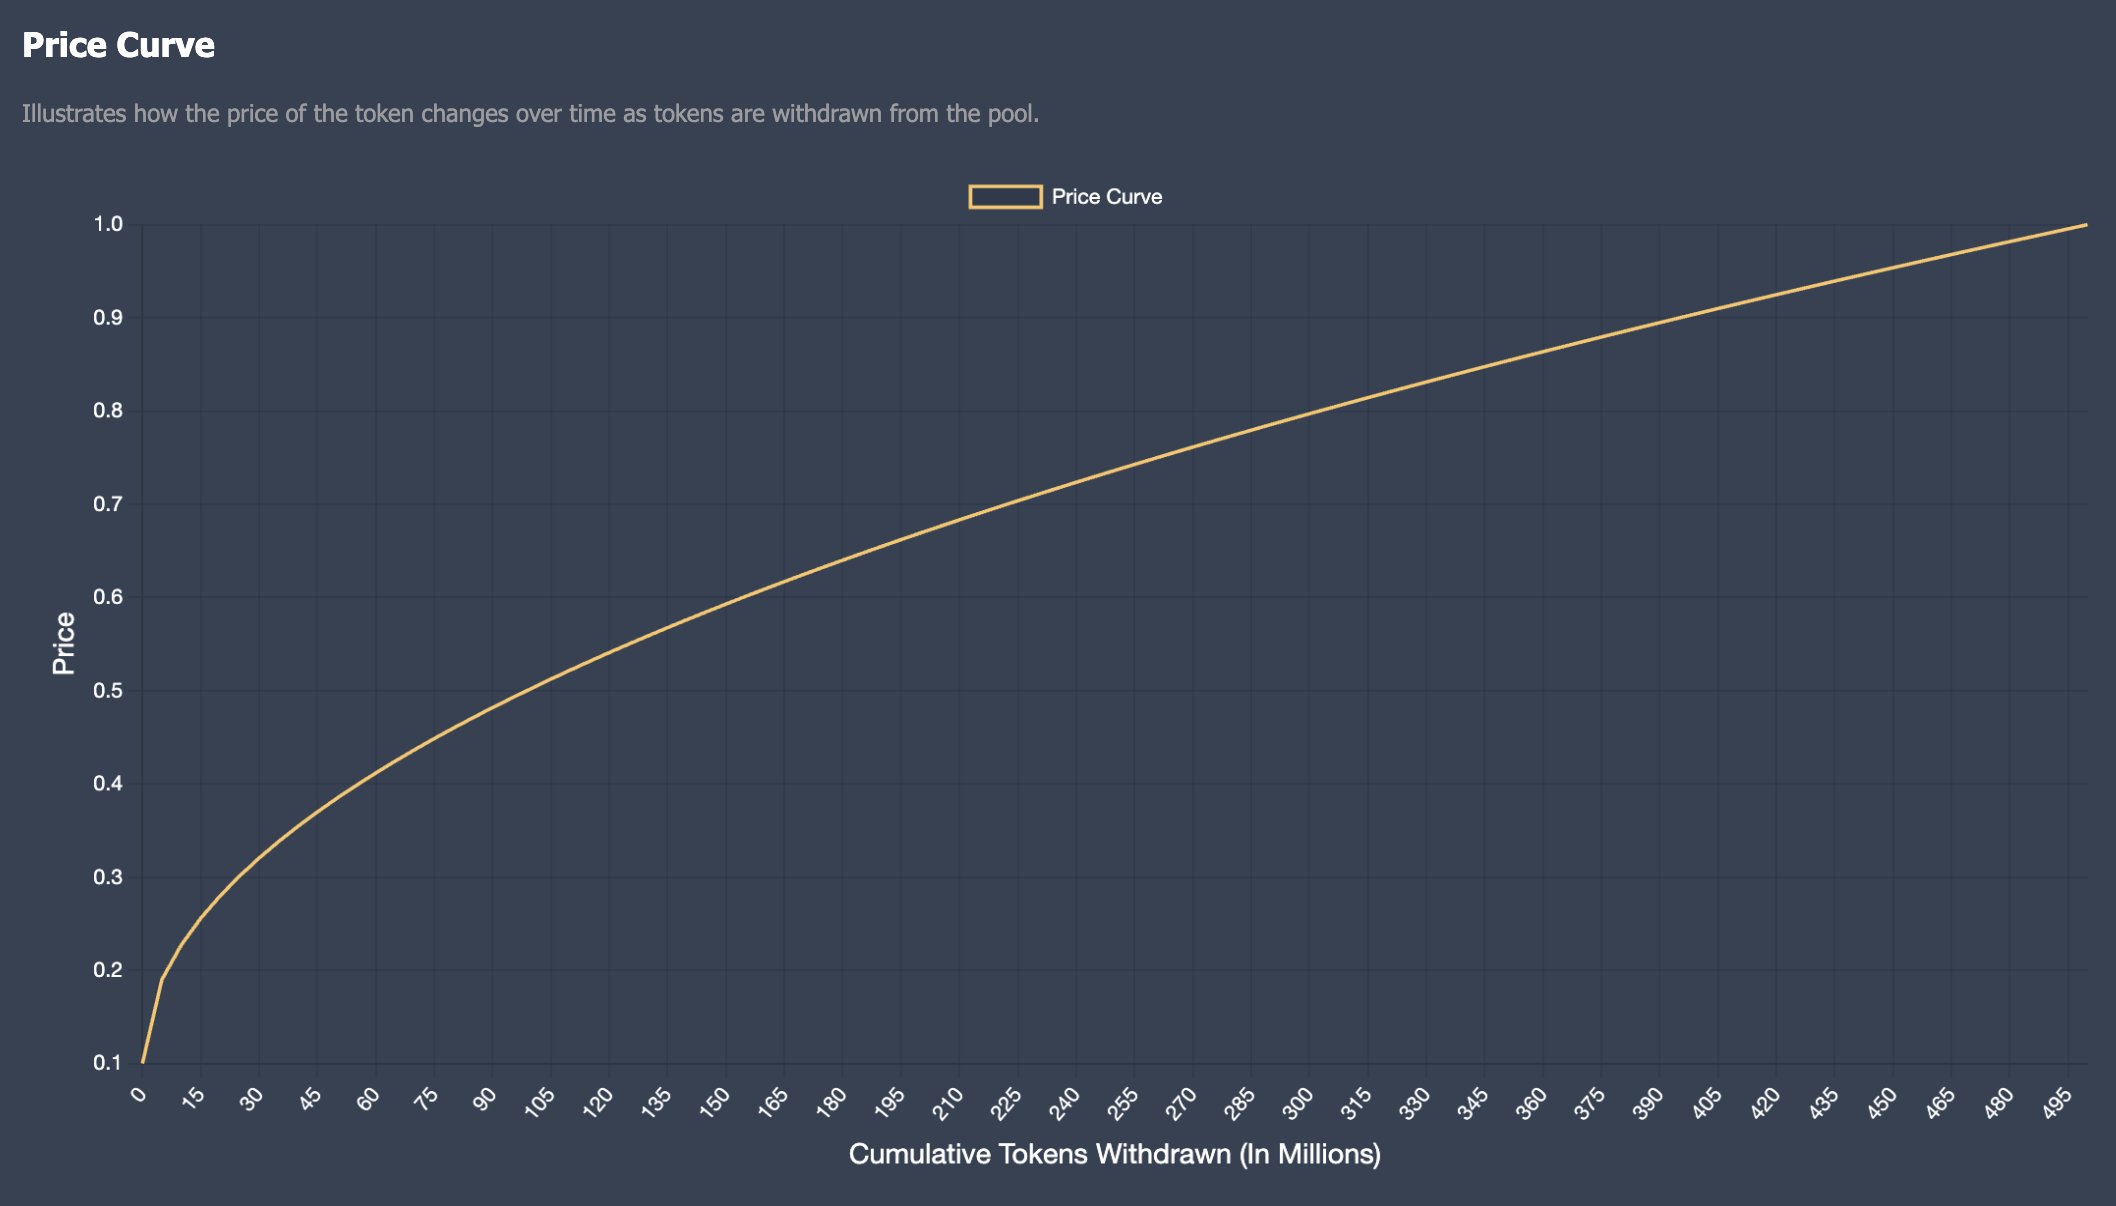 Price Curve
Illustrates how the price of the token changes over time as tokens are withdrawn from the pool.
Price Curve
1.0
0.9
0.8
0.7
0.6
0.5
0.4
0.3
0.2
0.1
Price
0 15 30 45 60 75 90 105 120 135 150 165 180 195 210 225 240 255 270 285 300 315 330 345 360 375 390 405 420 435 450 465 480 495
Cumulative Tokens Withdrawn (In Millions)